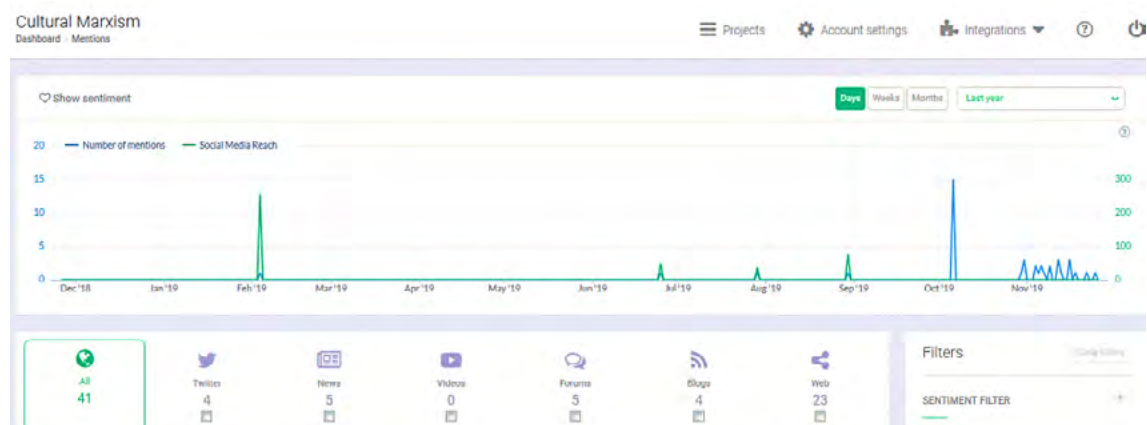 Cultural Marxism
Dashboard Mentions
Projects Account settings Integrations ?
Show sentiment
Days Weeks Months Last year
?
20 Number of mentions Social Media Reach
15 300
10 200
5 100
0 0
Dec'18 Jan'19 Feb'19 Mar'19 Apr'19 May'19 Jun'19 Jul'19 Aug'19 Sep'19 Oct'19 Nov'19
All Twitter News Videos Forums Blogs Web
41 4 5 0 5 4 23
Filters
SENTIMENT FILTER